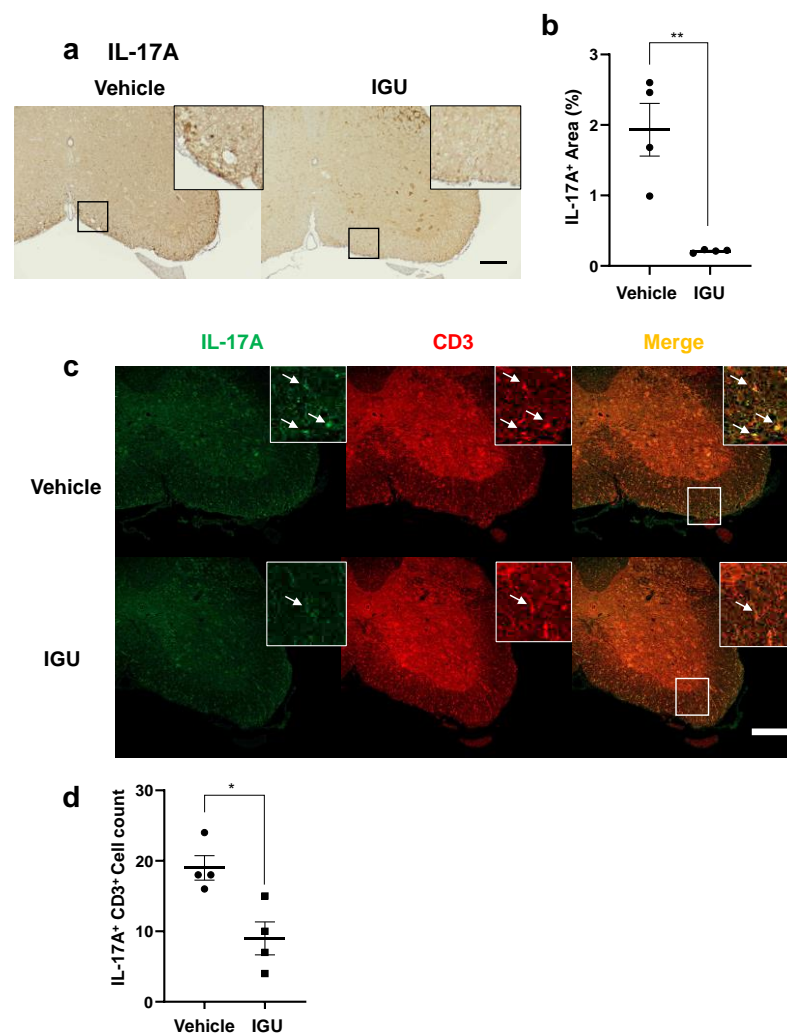 a IL-17A
Vehicle IGU
b
**
IL-17A⁺ Area (%)
3
2
1
0
Vehicle IGU
c
IL-17A CD3 Merge
Vehicle
IGU
d
*
IL-17A⁺ CD3⁺ Cell count
30
20
10
0
Vehicle IGU